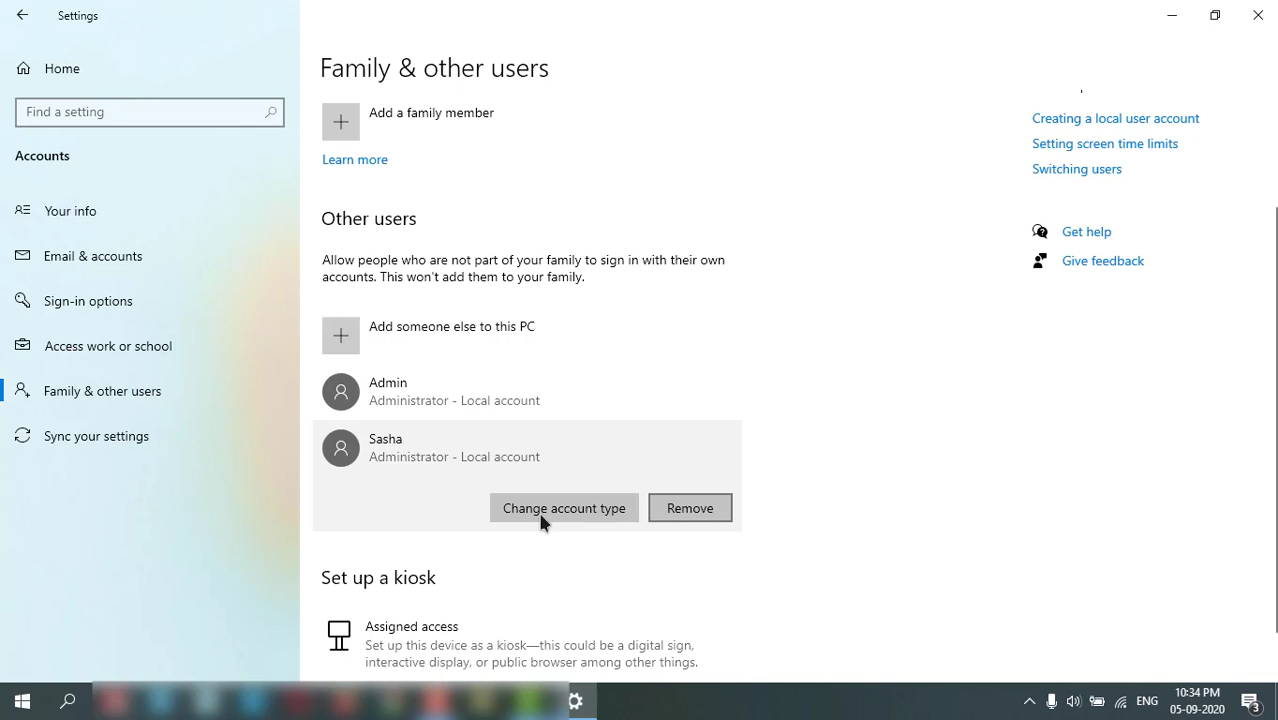 Settings
Home
Find a setting
Accounts
Your info
Email & accounts
Sign-in options
Access work or school
Family & other users
Sync your settings
Family & other users
Add a family member
Learn more
Other users
Allow people who are not part of your family to sign in with their own
accounts. This won't add them to your family.
Add someone else to this PC
Admin
Administrator - Local account
Sasha
Administrator - Local account
Change account type
Remove
Set up a kiosk
Assigned access
Set up this device as a kiosk—this could be a digital sign,
interactive display, or public browser among other things.
Creating a local user account
Setting screen time limits
Switching users
Get help
Give feedback
ENG
10:34 PM
05-09-2020
3